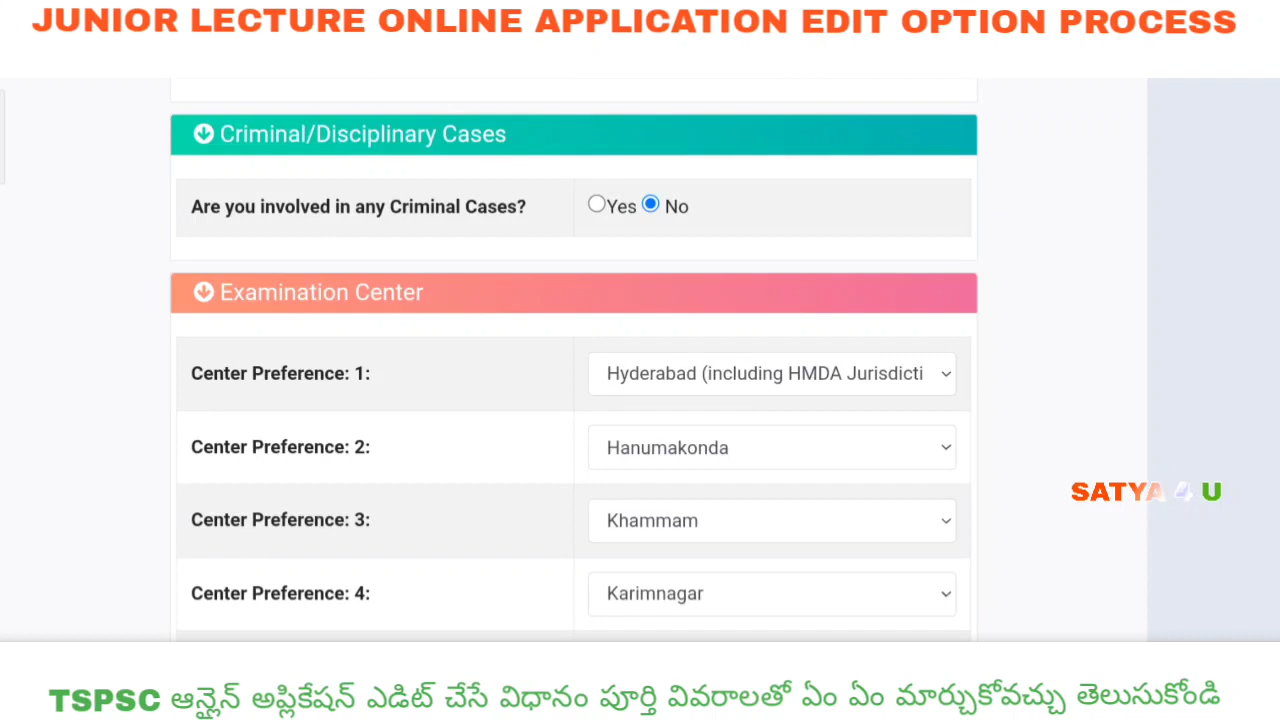 JUNIOR LECTURE ONLINE APPLICATION EDIT OPTION PROCESS
Criminal/Disciplinary Cases
Are you involved in any Criminal Cases? Yes No
Examination Center
Center Preference: 1: Hyderabad (including HMDA Jurisdicti
Center Preference: 2: Hanumakonda
Center Preference: 3: Khammam
SATYA 4 U
Center Preference: 4: Karimnagar
TSPSC ఆన్లైన్ అప్లికేషన్ ఎడిట్ చేసే విధానం పూర్తి వివరాలతో ఏం ఏం మార్చుకోవచ్చు తెలుసుకోండి